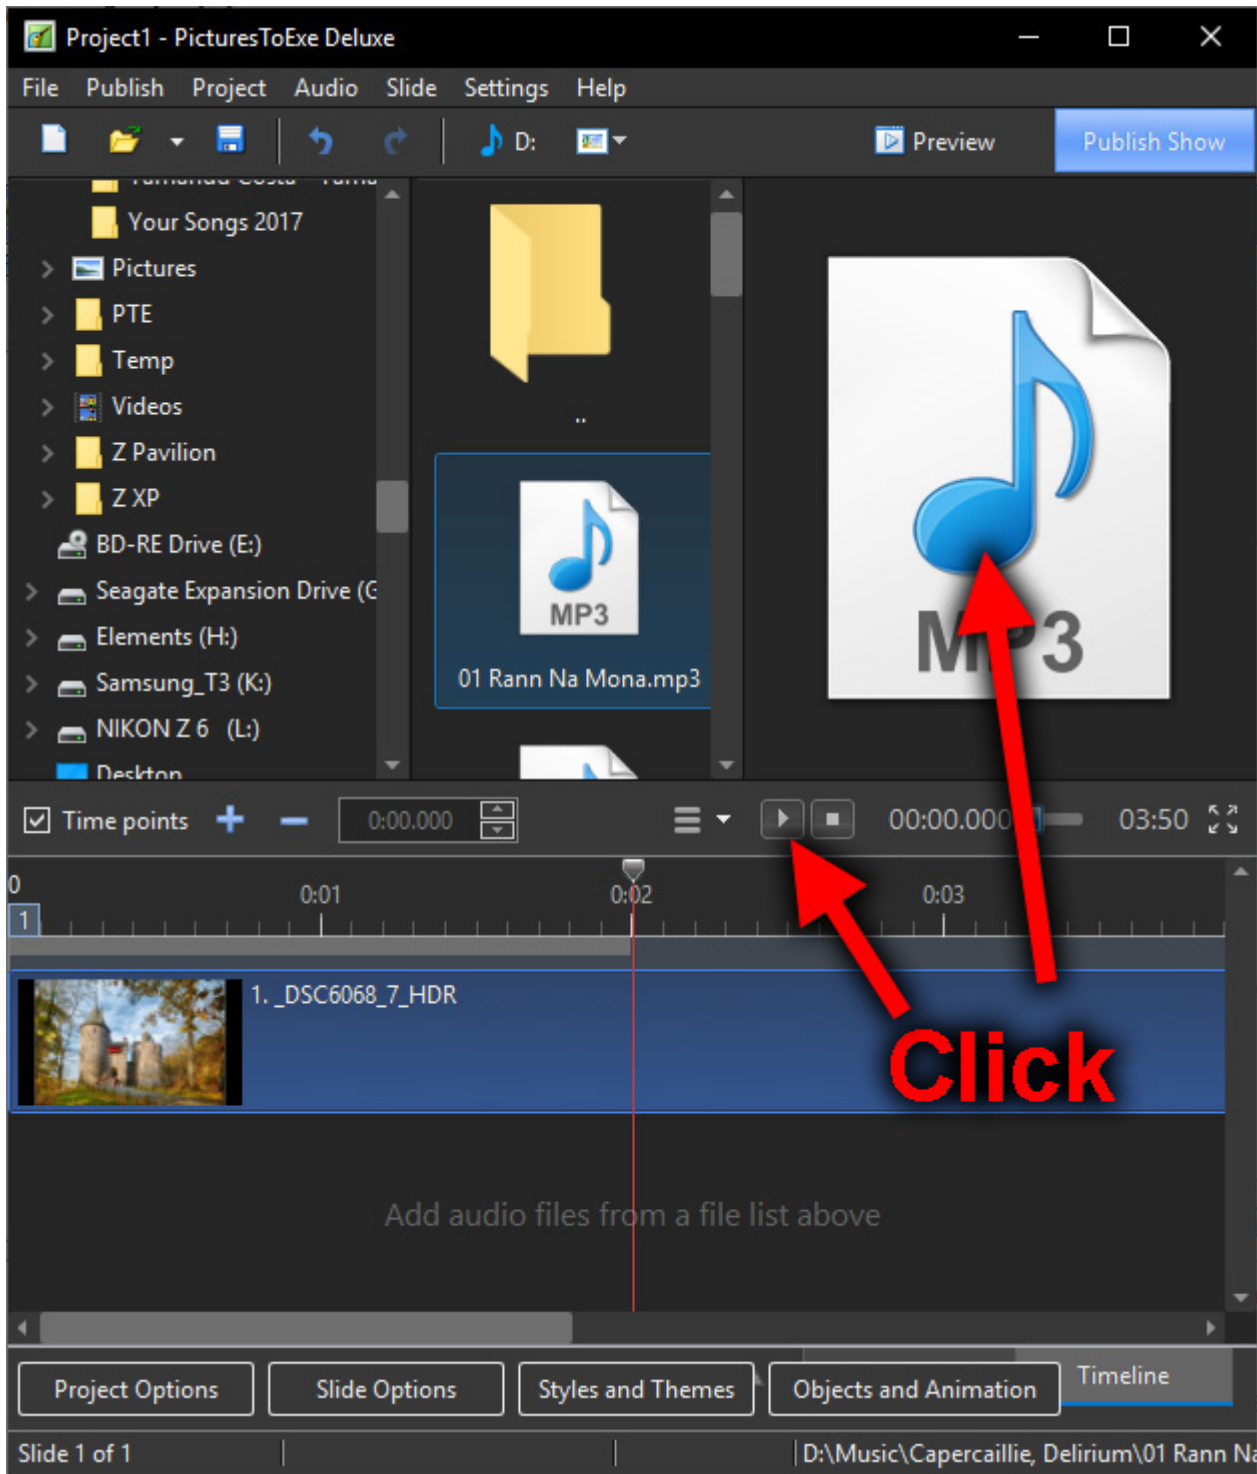 Project1 - PicturesToExe Deluxe
File Publish Project Audio Slide Settings Help
D: Preview Publish Show
Your Songs 2017
Pictures
PTE
Temp
Videos
Z Pavilion
Z XP
BD-RE Drive (E:)
Seagate Expansion Drive (G
Elements (H:)
Samsung_T3 (K:)
NIKON Z 6 (L:)
Desktop
..
MP3
01 Rann Na Mona.mp3
MP3
Time points 0:00.000 00:00.000 03:50
0 0:01 0:02 0:03
1
1. _DSC6068_7_HDR
Click
Add audio files from a file list above
Project Options Slide Options Styles and Themes Objects and Animation Timeline
Slide 1 of 1 D:\Music\Capercaillie, Delirium\01 Rann Na